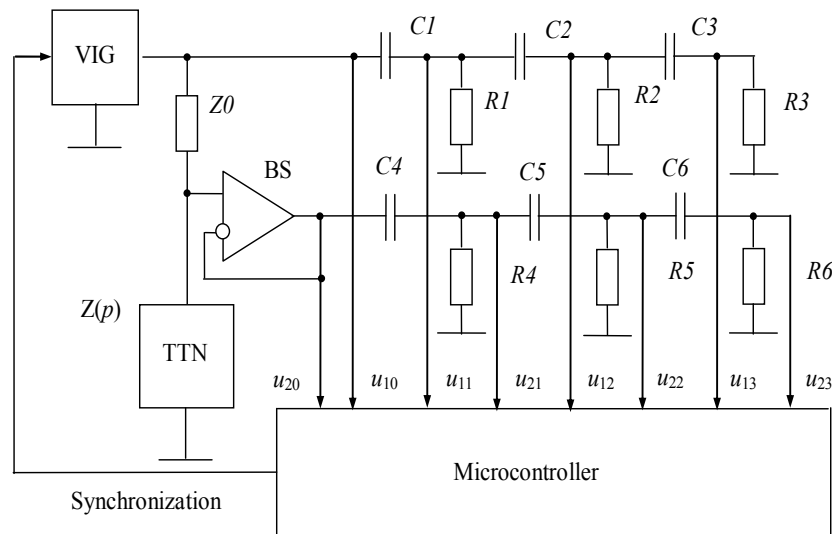 C1
C2
C3
VIG
Z0
R1
R2
R3
BS
C4
C5
C6
R4
R5
R6
Z(p)
TTN
u20
u10
u11
u21
u12
u22
u13
u23
Microcontroller
Synchronization